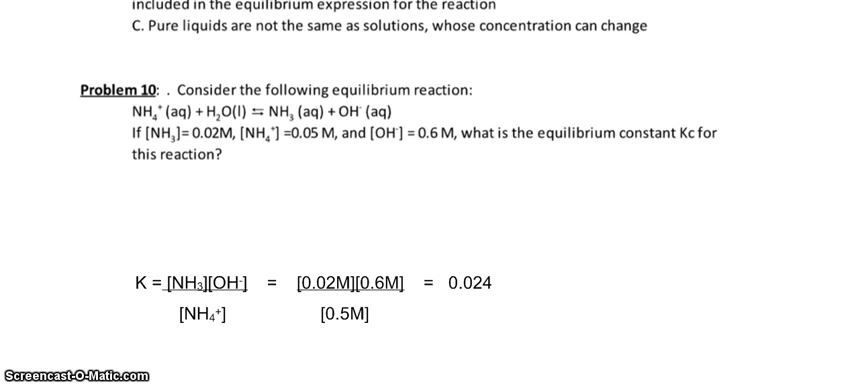 included in the equilibrium expression for the reaction
C. Pure liquids are not the same as solutions, whose concentration can change
Problem 10: . Consider the following equilibrium reaction:
NH₄⁺ (aq) + H₂O(l) ⇋ NH₃ (aq) + OH⁻ (aq)
If [NH₃]= 0.02M, [NH₄⁺] =0.05 M, and [OH⁻] = 0.6 M, what is the equilibrium constant Kc for
this reaction?
K = [NH₃][OH⁻] = [0.02M][0.6M] = 0.024
[NH₄⁺] [0.5M]
Screencast-O-Matic.com